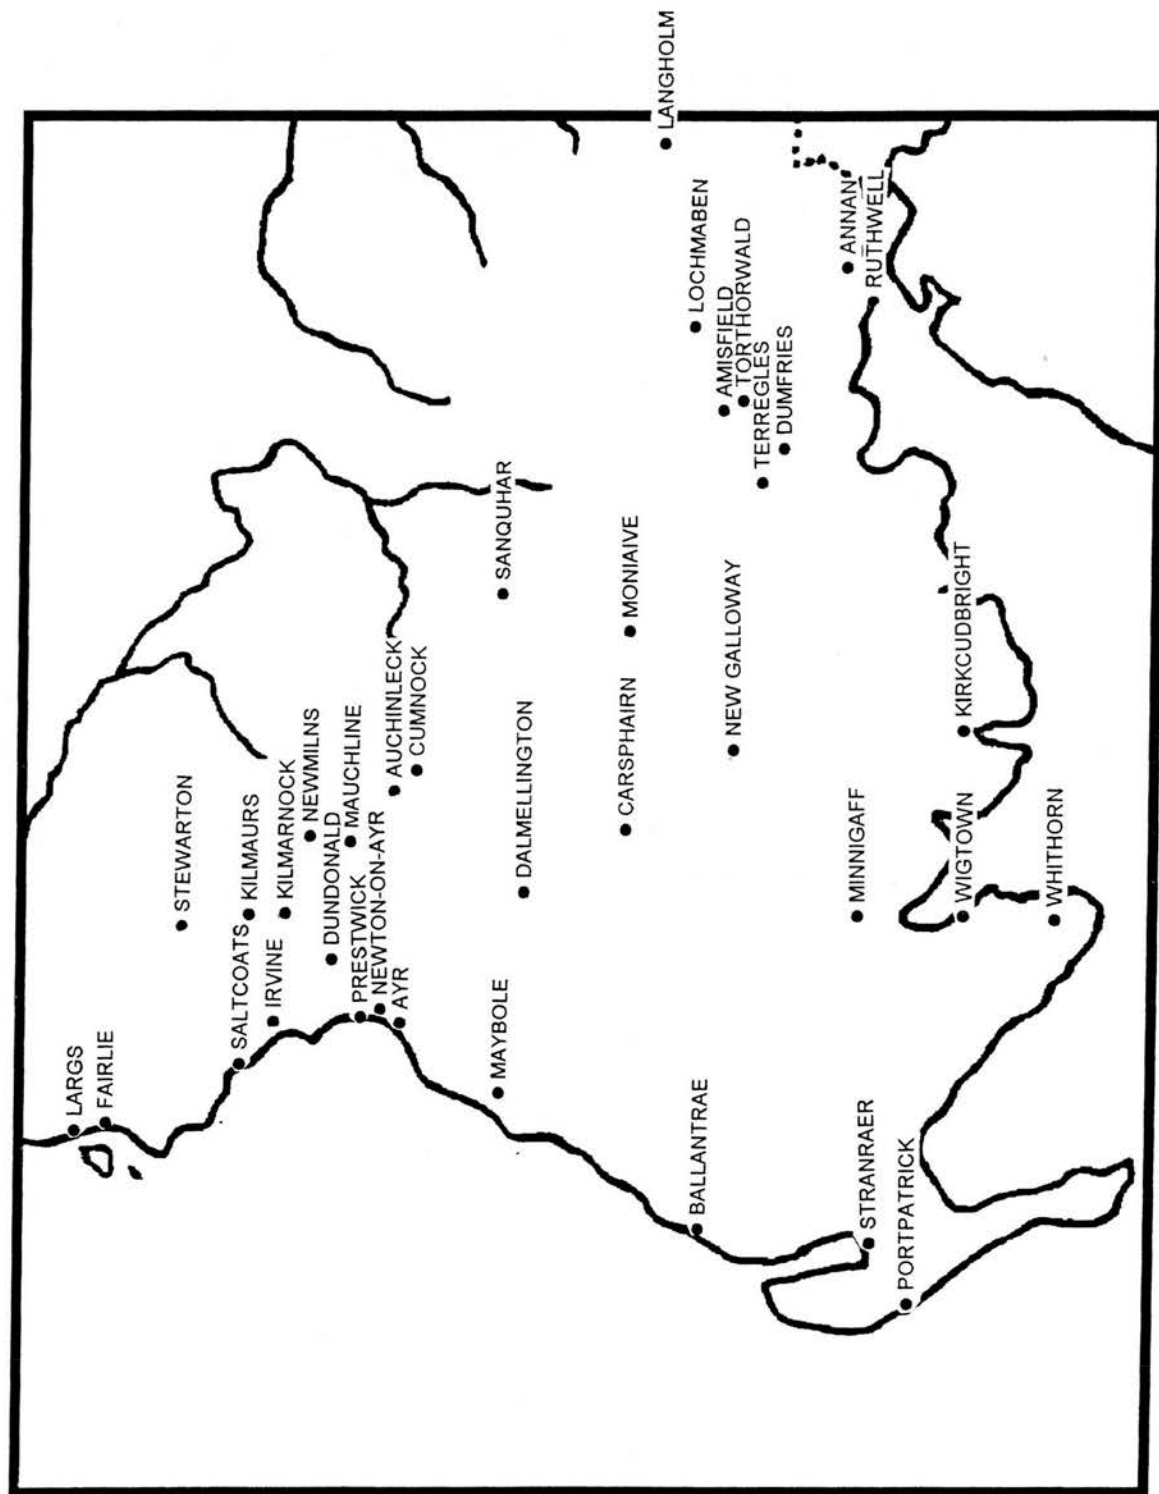 LARGS
FAIRLIE
STEWARTON
SALTCOATS
KILMAURS
IRVINE
KILMARNOCK
NEWMILNS
DUNDONALD
MAUCHLINE
PRESTWICK
NEWTON-ON-AYR
AYR
AUCHINLECK
CUMNOCK
MAYBOLE
SANQUHAR
DALMELLINGTON
CARSPHAIRN
MONIAIVE
LANGHOLM
BALLANTRAE
LOCHMABEN
AMISFIELD
NEW GALLOWAY
TORTHORWALD
TERREGLES
DUMFRIES
ANNAN
MINNIGAFF
STRANRAER
RUTHWELL
PORTPATRICK
WIGTOWN
KIRKCUDBRIGHT
WHITHORN